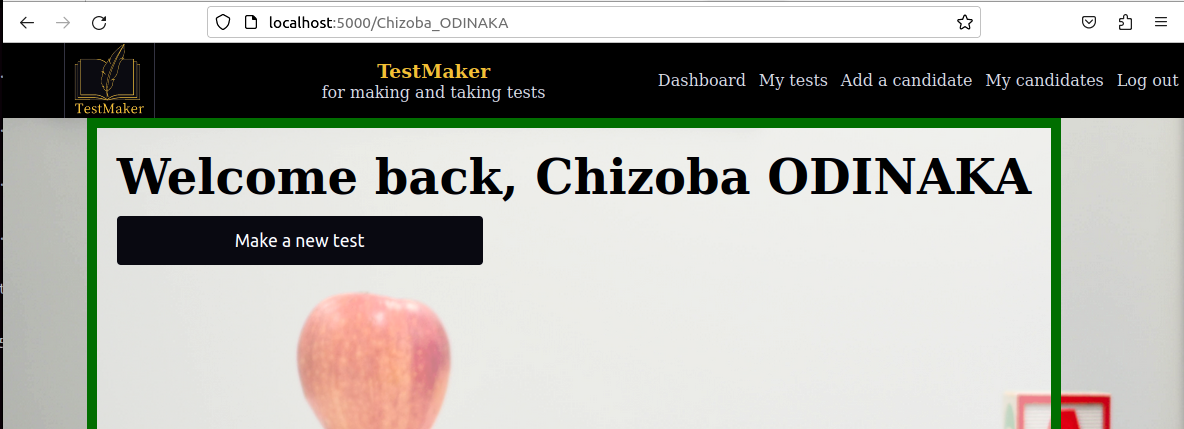 localhost:5000/Chizoba_ODINAKA
TestMaker
TestMaker
for making and taking tests
Dashboard My tests Add a candidate My candidates Log out
Welcome back, Chizoba ODINAKA
Make a new test